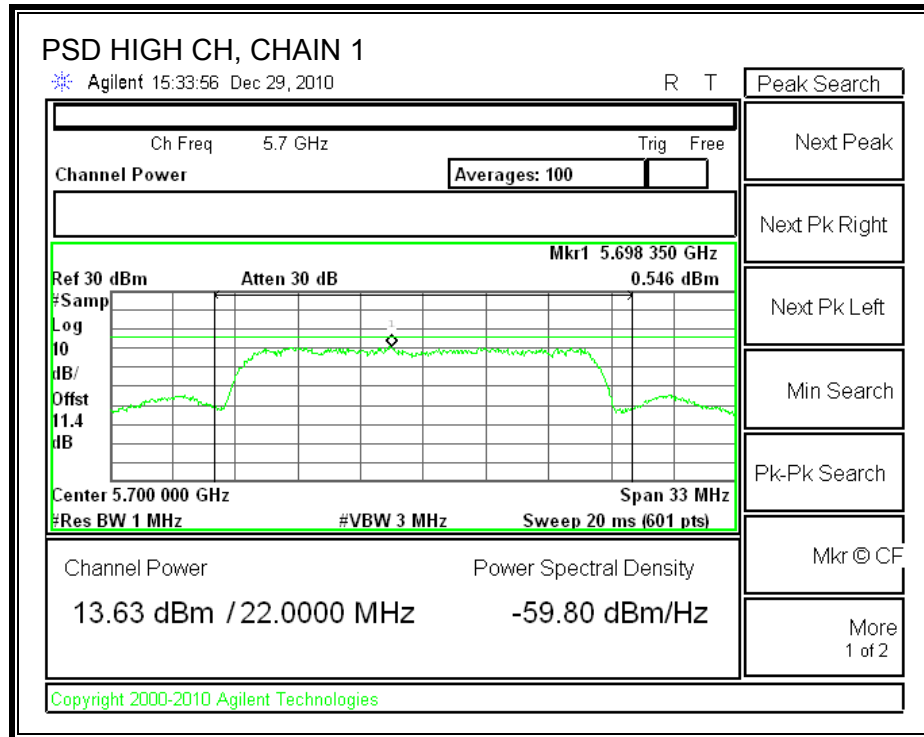 PSD HIGH CH, CHAIN 1
Agilent 15:33:56 Dec 29, 2010 R T
Peak Search
Ch Freq 5.7 GHz Trig Free
Channel Power Averages: 100
Mkr1 5.698 350 GHz
Ref 30 dBm Atten 30 dB 0.546 dBm
#Samp
Log
10
dB/
Offst
11.4
dB
1
Center 5.700 000 GHz Span 33 MHz
#Res BW 1 MHz #VBW 3 MHz Sweep 20 ms (601 pts)
Channel Power Power Spectral Density
13.63 dBm / 22.0000 MHz -59.80 dBm/Hz
Next Peak
Next Pk Right
Next Pk Left
Min Search
Pk-Pk Search
Mkr © CF
More
1 of 2
Copyright 2000-2010 Agilent Technologies